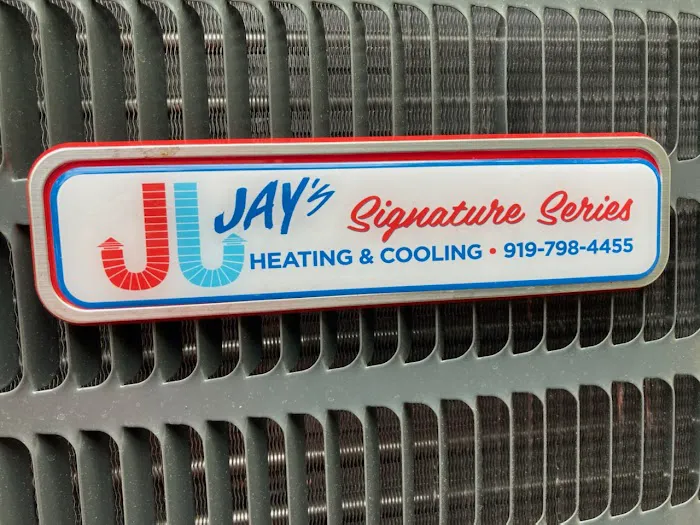 JAY's Signature Series
HEATING & COOLING • 919-798-4455